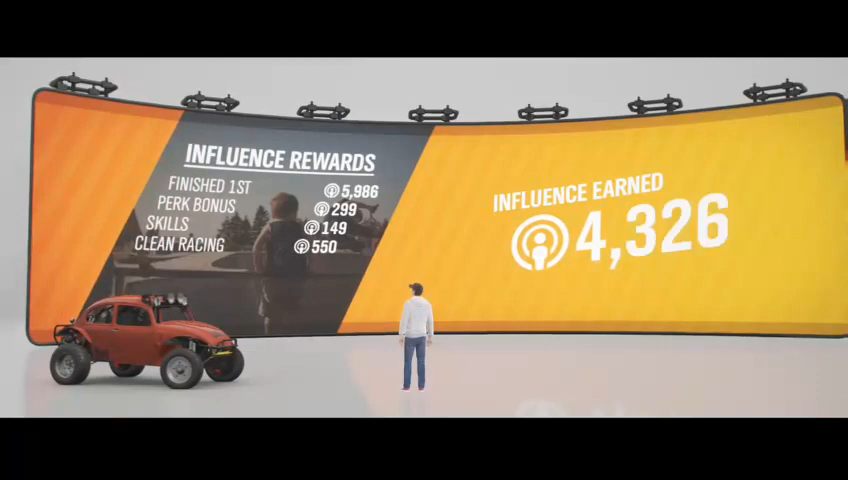 INFLUENCE REWARDS
FINISHED 1ST 5,986
PERK BONUS 299
SKILLS 149
CLEAN RACING 550
INFLUENCE EARNED
4,326